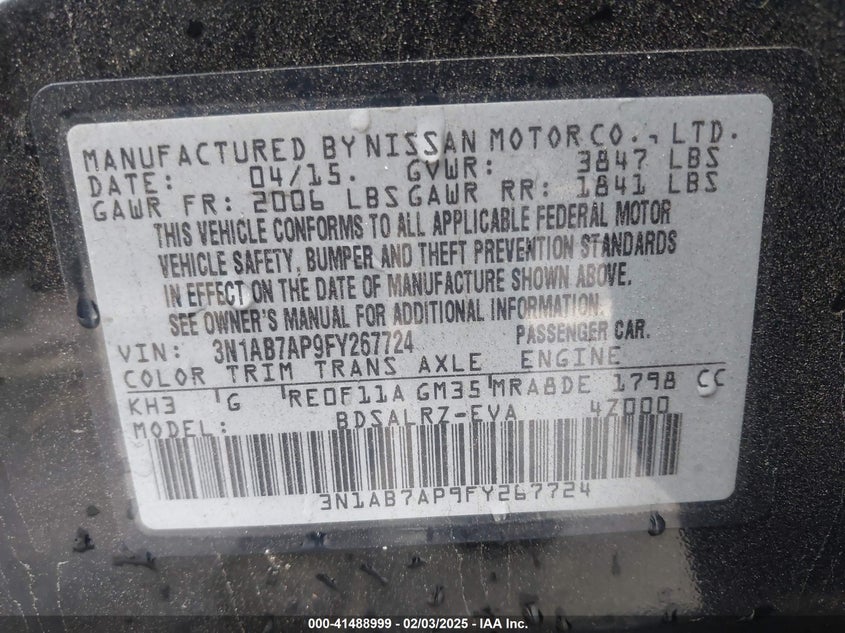 MANUFACTURED BY NISSAN MOTOR CO., LTD.
DATE: 04/15. GVWR: 3847 LBS
GAWR FR: 2006 LBS GAWR RR: 1841 LBS
THIS VEHICLE CONFORMS TO ALL APPLICABLE FEDERAL MOTOR
VEHICLE SAFETY, BUMPER AND THEFT PREVENTION STANDARDS
IN EFFECT ON THE DATE OF MANUFACTURE SHOWN ABOVE.
SEE OWNER'S MANUAL FOR ADDITIONAL INFORMATION.
VIN: 3N1AB7AP9FY267724 PASSENGER CAR.
COLOR TRIM TRANS AXLE ENGINE
KH3 G RE0F11A GM35 MRA8DE 1798 CC
MODEL: BDSALRZ-EVA 4Z000
3N1AB7AP9FY267724
000-41488999 - 02/03/2025 - IAAI.com